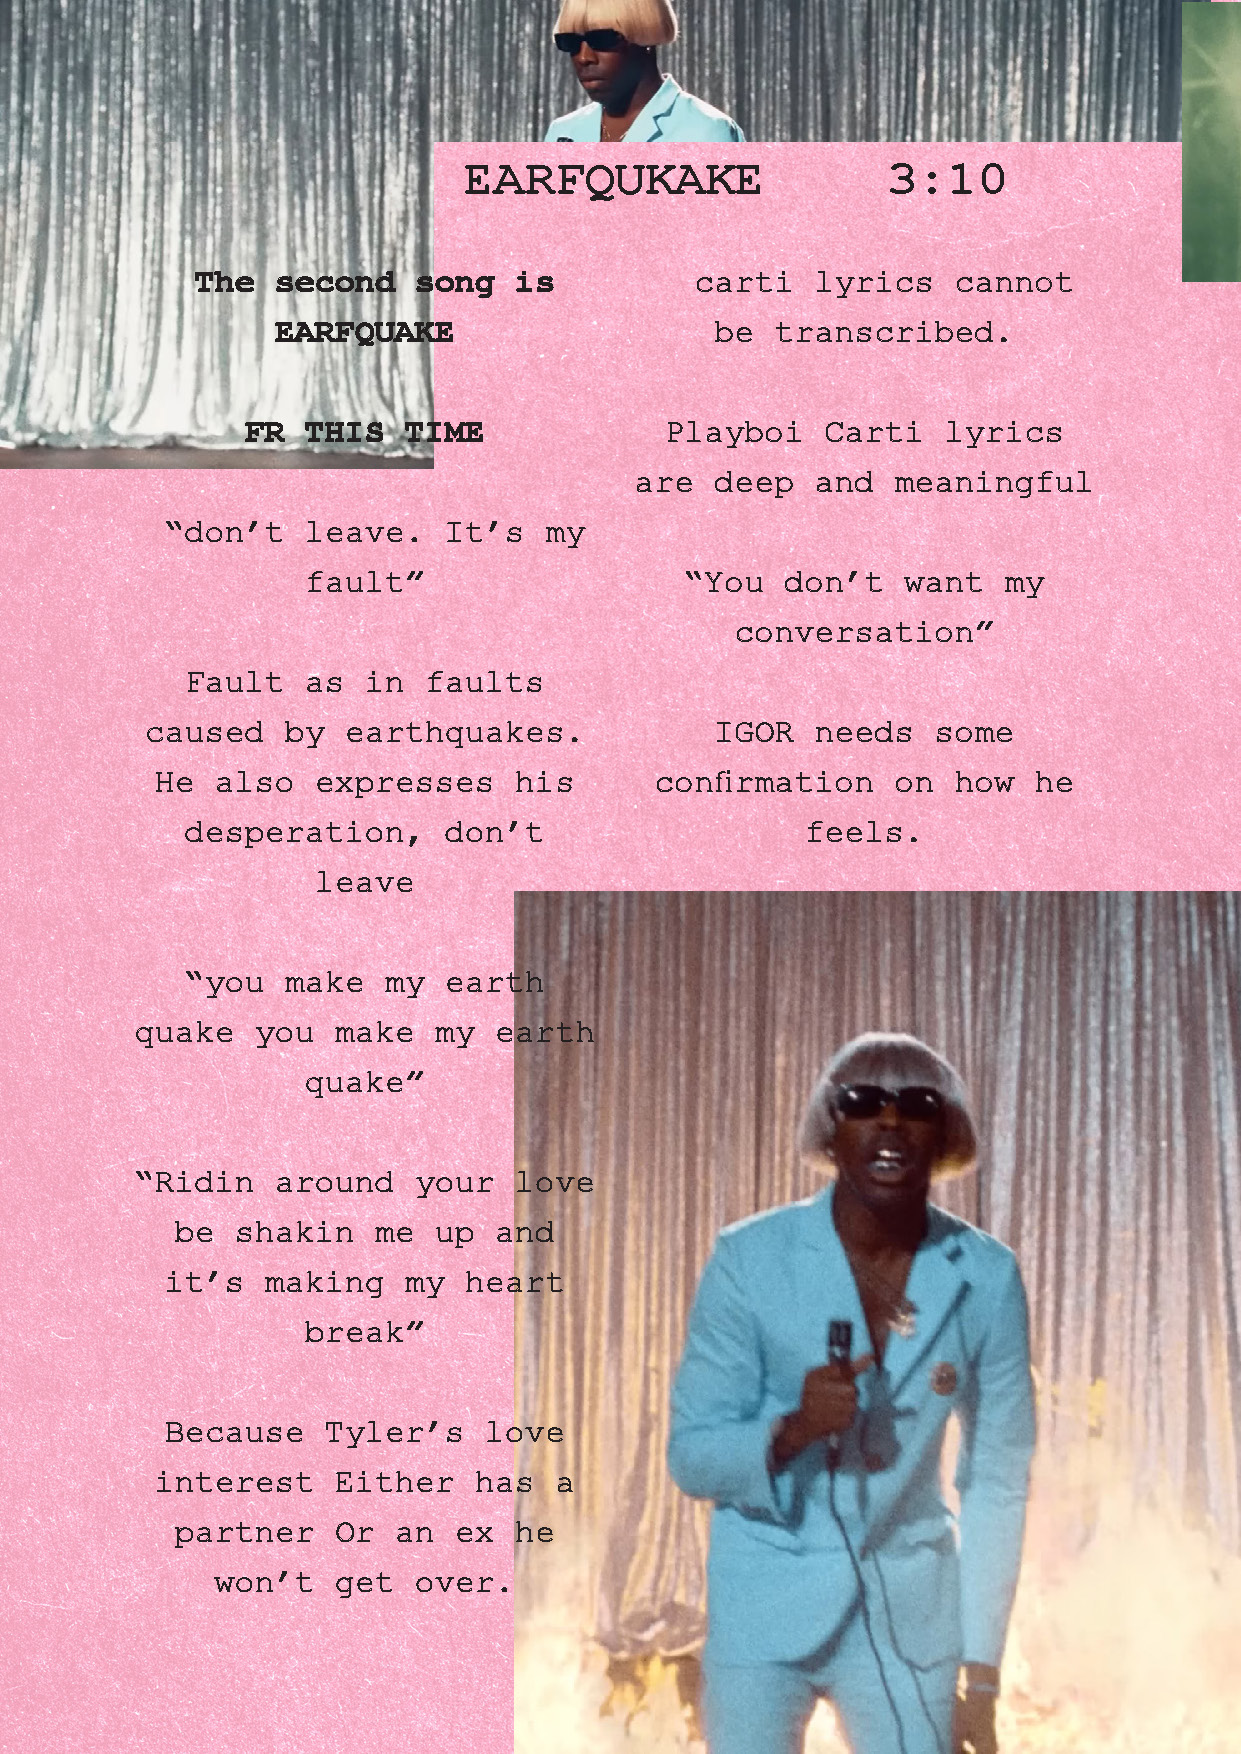 EARFQUKAKE 3:10
The second song is
EARFQUAKE
FR THIS TIME
“don’t leave. It’s my
fault”
Fault as in faults
caused by earthquakes.
He also expresses his
desperation, don’t
leave
“you make my earth
quake you make my earth
quake”
“Ridin around your love
be shakin me up and
it’s making my heart
break”
Because Tyler’s love
interest Either has a
partner Or an ex he
won’t get over.
carti lyrics cannot
be transcribed.
Playboi Carti lyrics
are deep and meaningful
“You don’t want my
conversation”
IGOR needs some
confirmation on how he
feels.